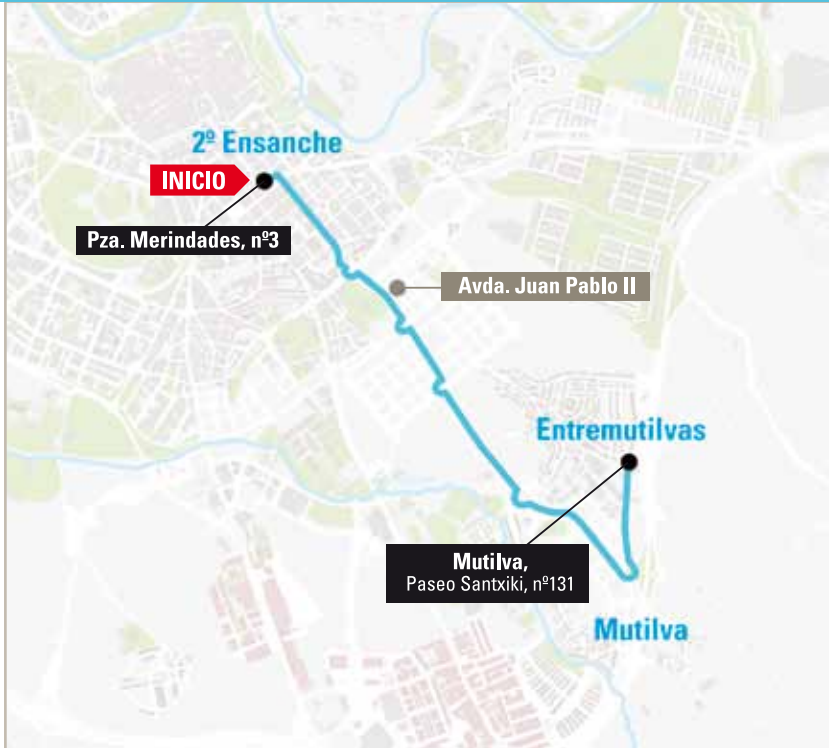 2º Ensanche
INICIO
Pza. Merindades, nº3
Avda. Juan Pablo II
Entremutilvas
Mutilva,
Paseo Santxiki, nº131
Mutilva